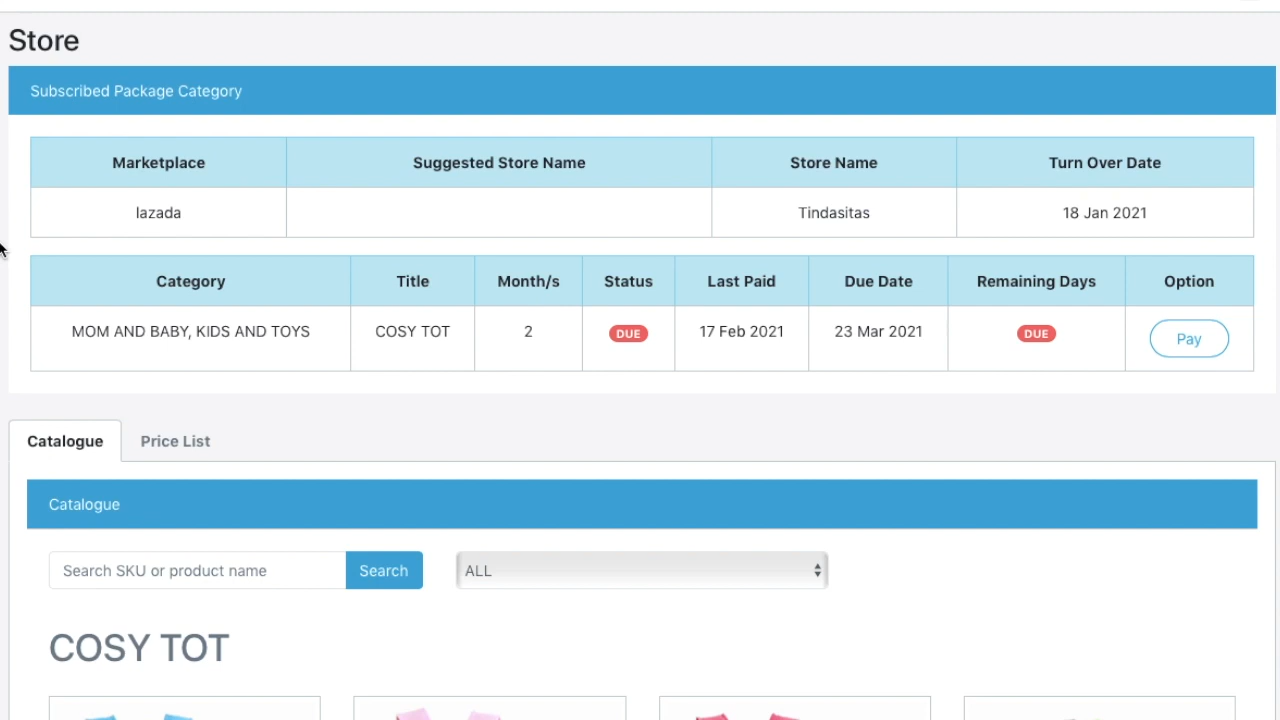 Store
Subscribed Package Category
Marketplace Suggested Store Name Store Name Turn Over Date
lazada Tindasitas 18 Jan 2021
Category Title Month/s Status Last Paid Due Date Remaining Days Option
MOM AND BABY, KIDS AND TOYS COSY TOT 2 DUE 17 Feb 2021 23 Mar 2021 DUE Pay
Catalogue Price List
Catalogue
Search SKU or product name Search ALL
COSY TOT